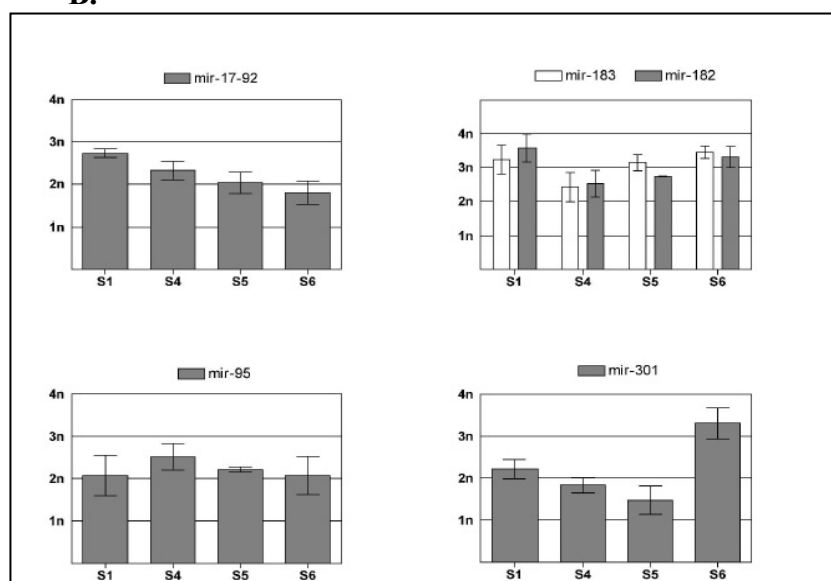 B.
mir-17-92
4n
3n
2n
1n
S1 S4 S5 S6
mir-183 mir-182
4n
3n
2n
1n
S1 S4 S5 S6
mir-95
4n
3n
2n
1n
S1 S4 S5 S6
mir-301
4n
3n
2n
1n
S1 S4 S5 S6